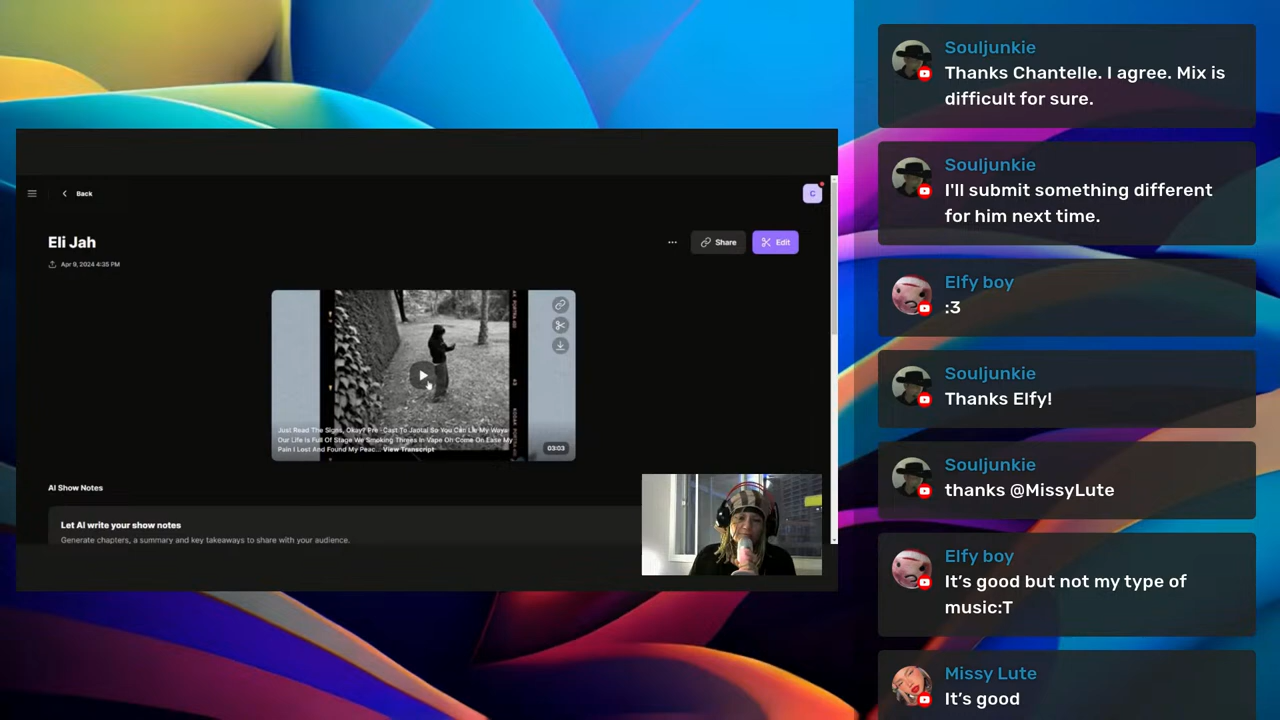 Back
C
Eli Jah
Share
Edit
Apr 9, 2024 4:35 PM
Just Read The Signs, Okay? Pre -Cast To Jaotal So You Can Lie My Ways
Our Life Is Full Of Stage We Smoking Threes In Vape Oh Come On Ease My
Pain I Lost And Found My Peac... View Transcript
03:03
AI Show Notes
Let AI write your show notes
Generate chapters, a summary and key takeaways to share with your audience.
Souljunkie
Thanks Chantelle. I agree. Mix is
difficult for sure.
Souljunkie
I'll submit something different
for him next time.
Elfy boy
:3
Souljunkie
Thanks Elfy!
Souljunkie
thanks @MissyLute
Elfy boy
It’s good but not my type of
music:T
Missy Lute
It’s good